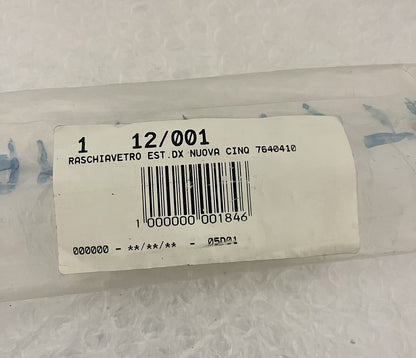 1 12/001
RASCHIAVETRO EST.DX NUOVA CINQ 7640410
1 000000 001846
000000 - **/**/** - 05D01